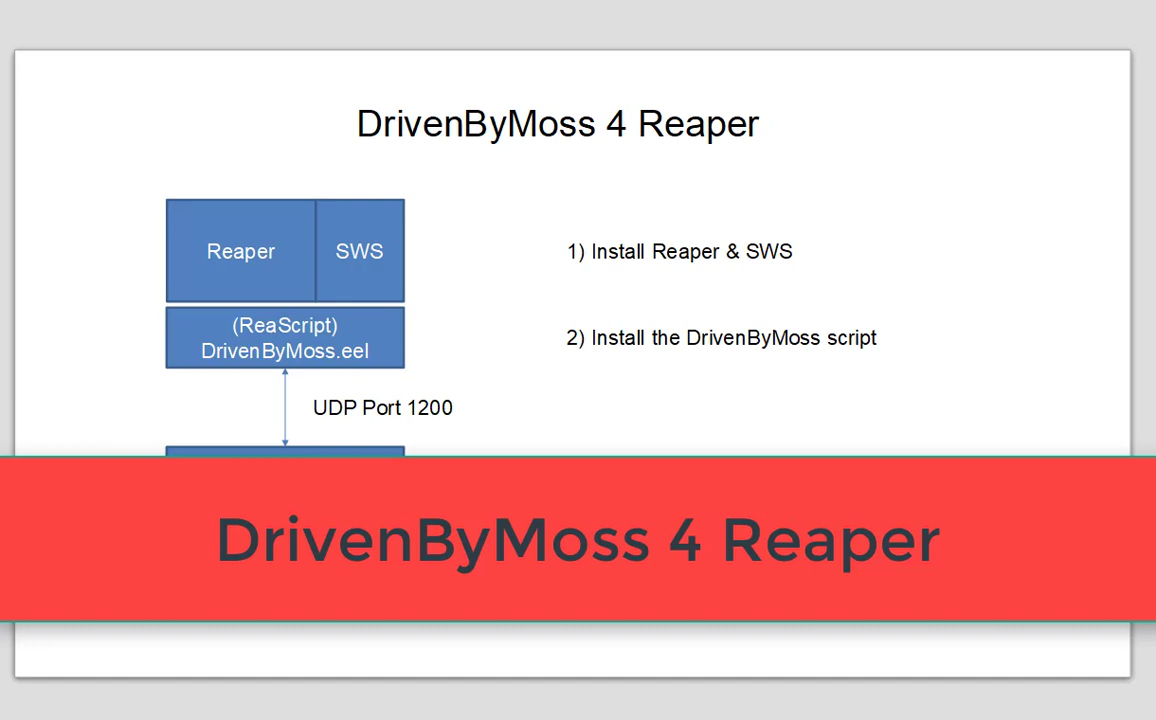 DrivenByMoss 4 Reaper
Reaper
SWS
1) Install Reaper & SWS
(ReaScript)
DrivenByMoss.eel
2) Install the DrivenByMoss script
UDP Port 1200
DrivenByMoss 4 Reaper